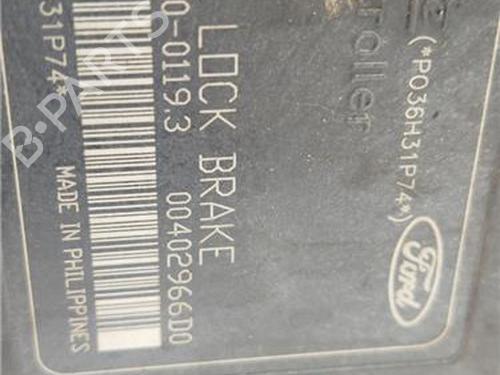 roller
(*P036H31P74*)
Ford
LOCK BRAKE
0-0119.3 00402966D0
31P74*
MADE IN PHILIPPINES
B-PARTS